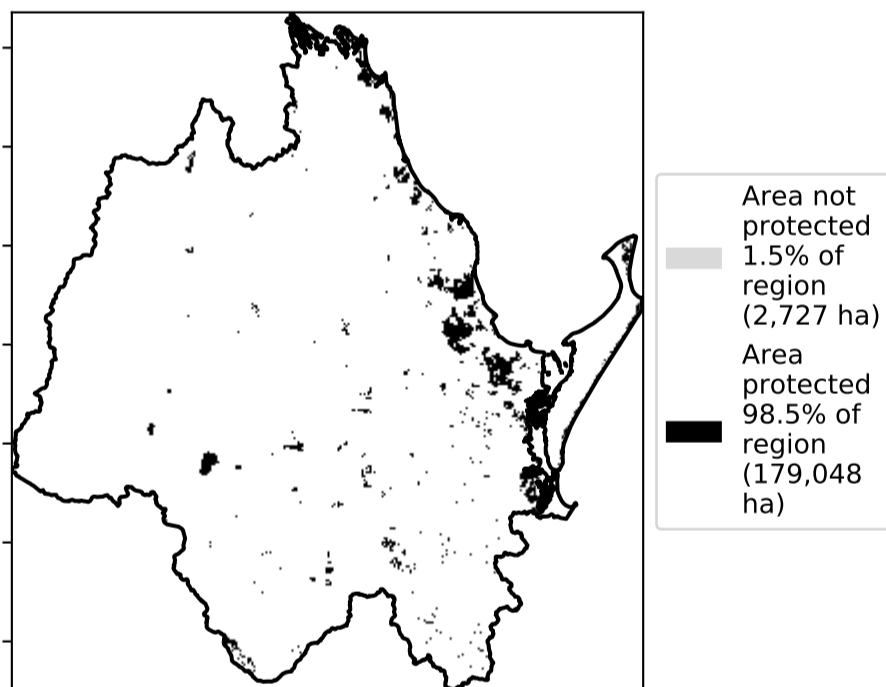 Area not
protected
1.5% of
region
(2,727 ha)
Area
protected
98.5% of
region
(179,048
ha)